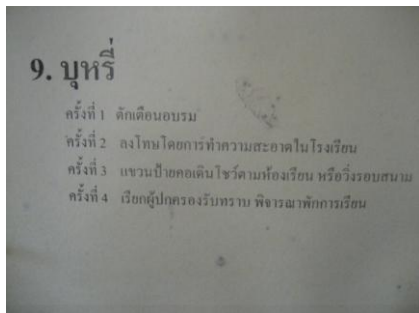 9. บุหรี่
ครั้งที่ 1 ตักเตือนอบรม
ครั้งที่ 2 ลงโทษโดยการทำความสะอาดในโรงเรียน
ครั้งที่ 3 แขวนป้ายคอเดินโชว์ตามห้องเรียน หรือวิ่งรอบสนาม
ครั้งที่ 4 เรียกผู้ปกครองรับทราบ พิจารณาพักการเรียน